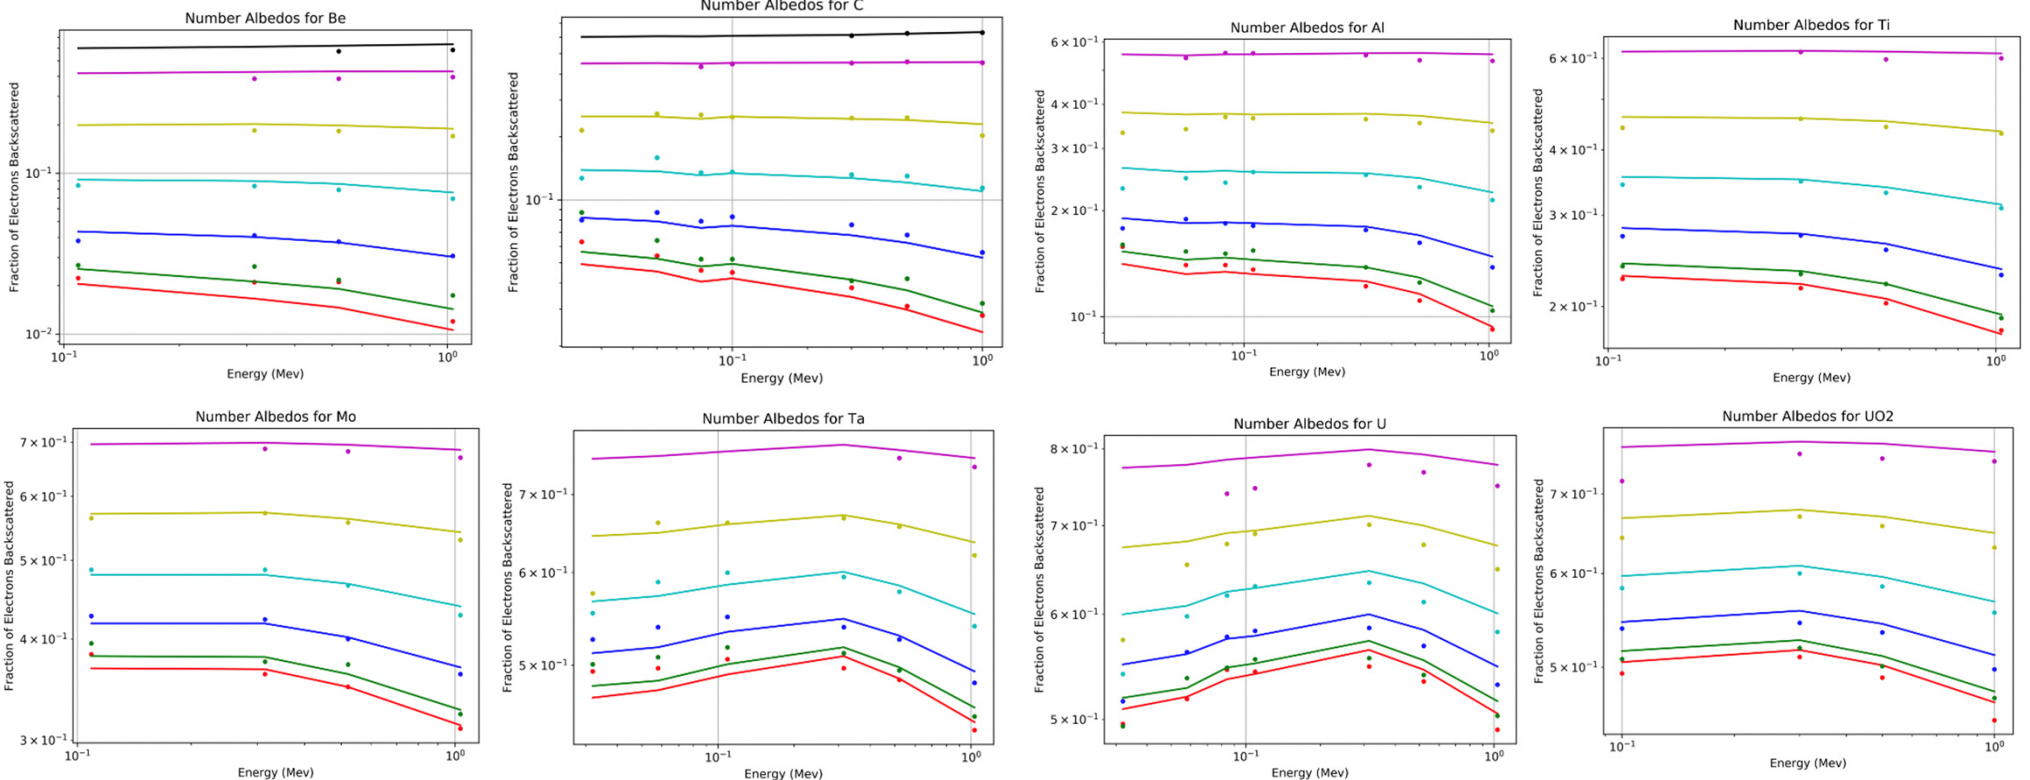 Number Albedos for Be
Fraction of Electrons Backscattered
10⁻¹
10⁻²
10⁻¹
10⁰
Energy (Mev)
Number Albedos for C
Fraction of Electrons Backscattered
10⁻¹
10⁻¹
10⁰
Energy (Mev)
Number Albedos for Al
Fraction of Electrons Backscattered
6 × 10⁻¹
4 × 10⁻¹
3 × 10⁻¹
2 × 10⁻¹
10⁻¹
10⁻¹
10⁰
Energy (Mev)
Number Albedos for Ti
Fraction of Electrons Backscattered
6 × 10⁻¹
4 × 10⁻¹
3 × 10⁻¹
2 × 10⁻¹
10⁻¹
10⁰
Energy (Mev)
Number Albedos for Mo
Fraction of Electrons Backscattered
7 × 10⁻¹
6 × 10⁻¹
5 × 10⁻¹
4 × 10⁻¹
3 × 10⁻¹
10⁻¹
10⁰
Energy (Mev)
Number Albedos for Ta
Fraction of Electrons Backscattered
7 × 10⁻¹
6 × 10⁻¹
5 × 10⁻¹
10⁻¹
10⁰
Energy (Mev)
Number Albedos for U
Fraction of Electrons Backscattered
8 × 10⁻¹
7 × 10⁻¹
6 × 10⁻¹
5 × 10⁻¹
10⁻¹
10⁰
Energy (Mev)
Number Albedos for UO2
Fraction of Electrons Backscattered
7 × 10⁻¹
6 × 10⁻¹
5 × 10⁻¹
10⁻¹
10⁰
Energy (Mev)